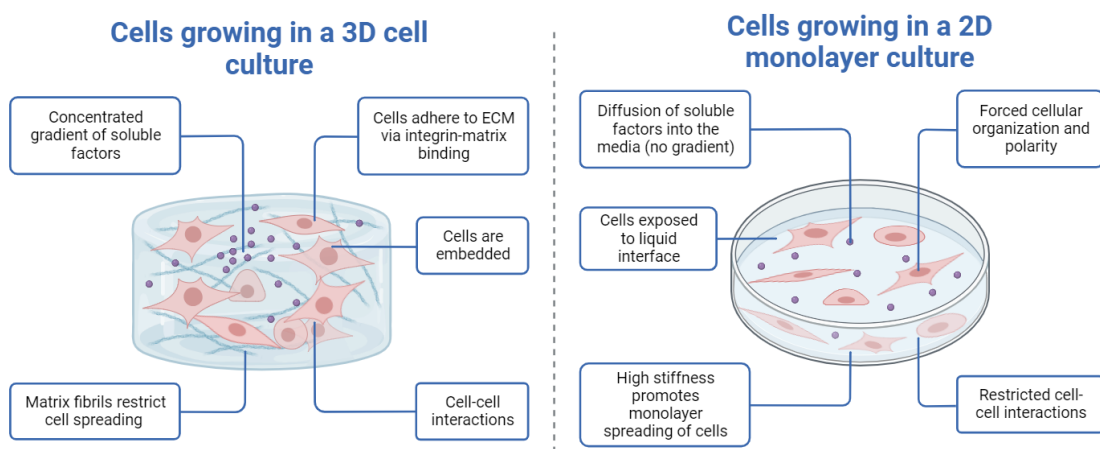 Cells growing in a 3D cell
culture
Concentrated
gradient of soluble
factors
Cells adhere to ECM
via integrin-matrix
binding
Cells are
embedded
Matrix fibrils restrict
cell spreading
Cell-cell
interactions
Cells growing in a 2D
monolayer culture
Diffusion of soluble
factors into the
media (no gradient)
Forced cellular
organization and
polarity
Cells exposed
to liquid
interface
High stiffness
promotes
monolayer
spreading of cells
Restricted cell-
cell interactions